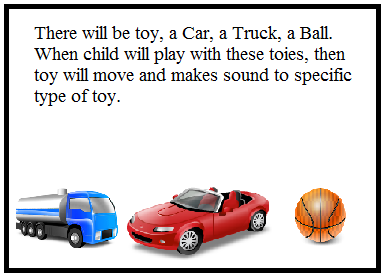 There will be toy, a Car, a Truck, a Ball.
When child will play with these toies, then
toy will move and makes sound to specific
type of toy.